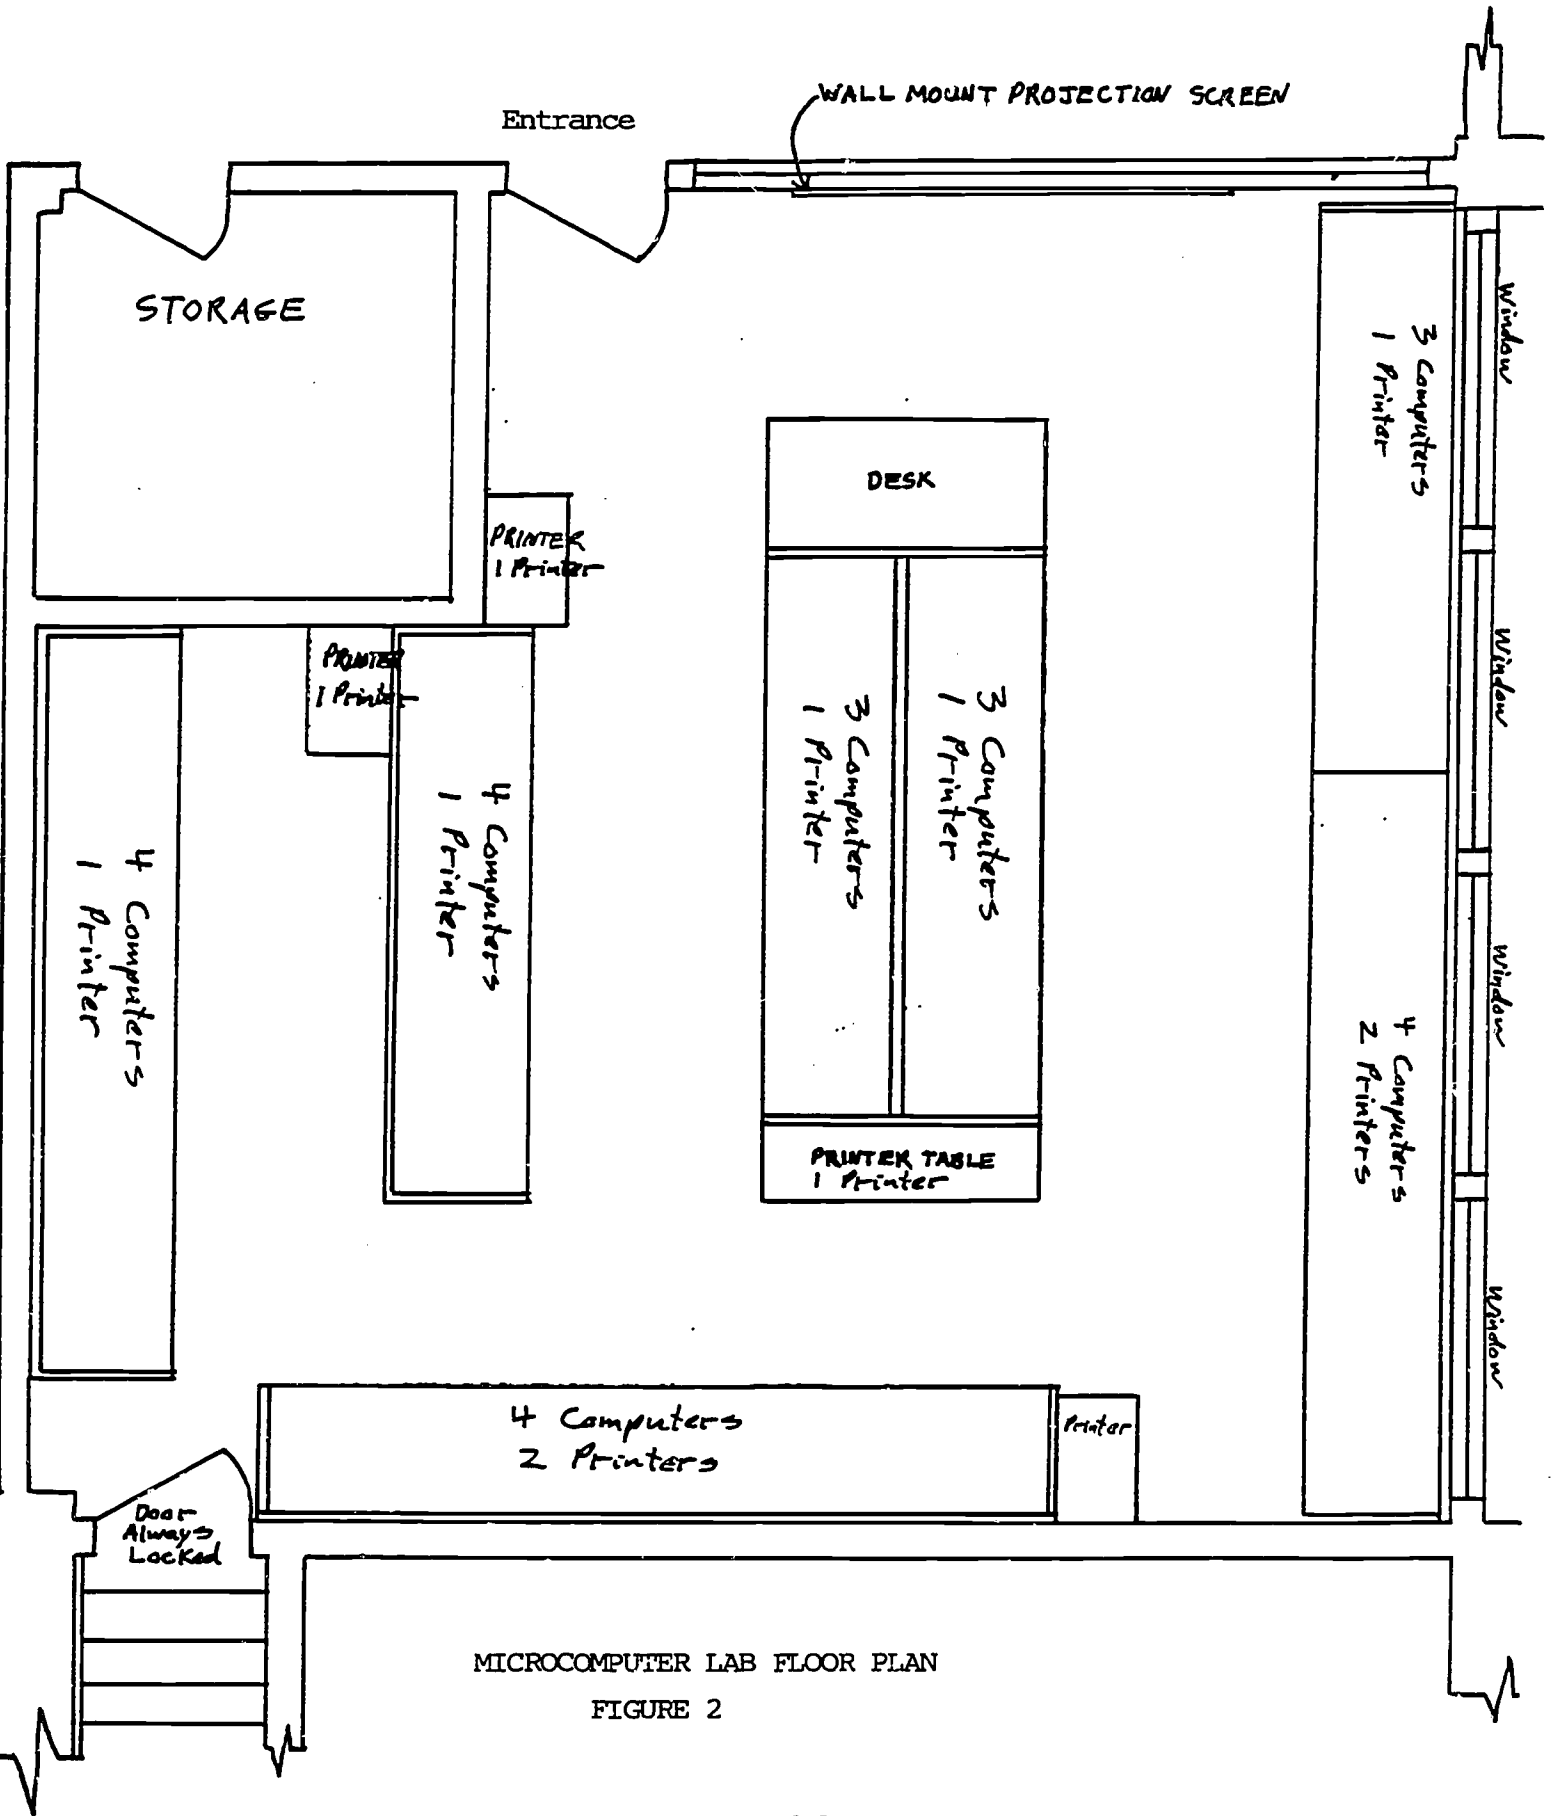 WALL MOUNT PROJECTION SCREEN
Entrance
STORAGE
Window
3 Computers
1 Printer
DESK
PRINTER
1 Printer
PRINTER
1 Printer
Window
3 Computers
1 Printer
3 Computers
1 Printer
4 Computers
1 Printer
4 Computers
1 Printer
Window
4 Computers
2 Printers
PRINTER TABLE
1 Printer
Window
4 Computers
2 Printers
Printer
Door
Always
Locked
MICROCOMPUTER LAB FLOOR PLAN
FIGURE 2